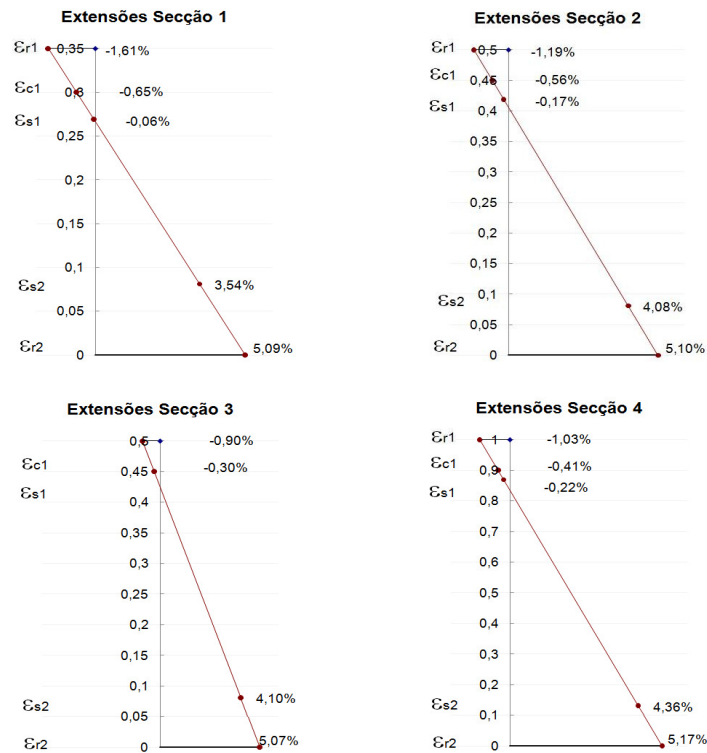 Extensões Secção 1
εr1 0,35 -1,61%
εc1 0,3 -0,65%
εs1 -0,06%
0,25
0,2
0,15
0,1
εs2 3,54%
0,05
εr2 0 5,09%
Extensões Secção 2
εr1 0,5 -1,19%
εc1 0,45 -0,56%
εs1 0,4 -0,17%
0,35
0,3
0,25
0,2
0,15
εs2 0,1 4,08%
0,05
εr2 0 5,10%
Extensões Secção 3
0,5 -0,90%
εc1 0,45 -0,30%
εs1 0,4
0,35
0,3
0,25
0,2
0,15
0,1 4,10%
εs2 0,05
εr2 0 5,07%
Extensões Secção 4
εr1 1 -1,03%
εc1 0,9 -0,41%
εs1 0,8 -0,22%
0,7
0,6
0,5
0,4
0,3
0,2
εs2 4,36%
0,1
εr2 0 5,17%